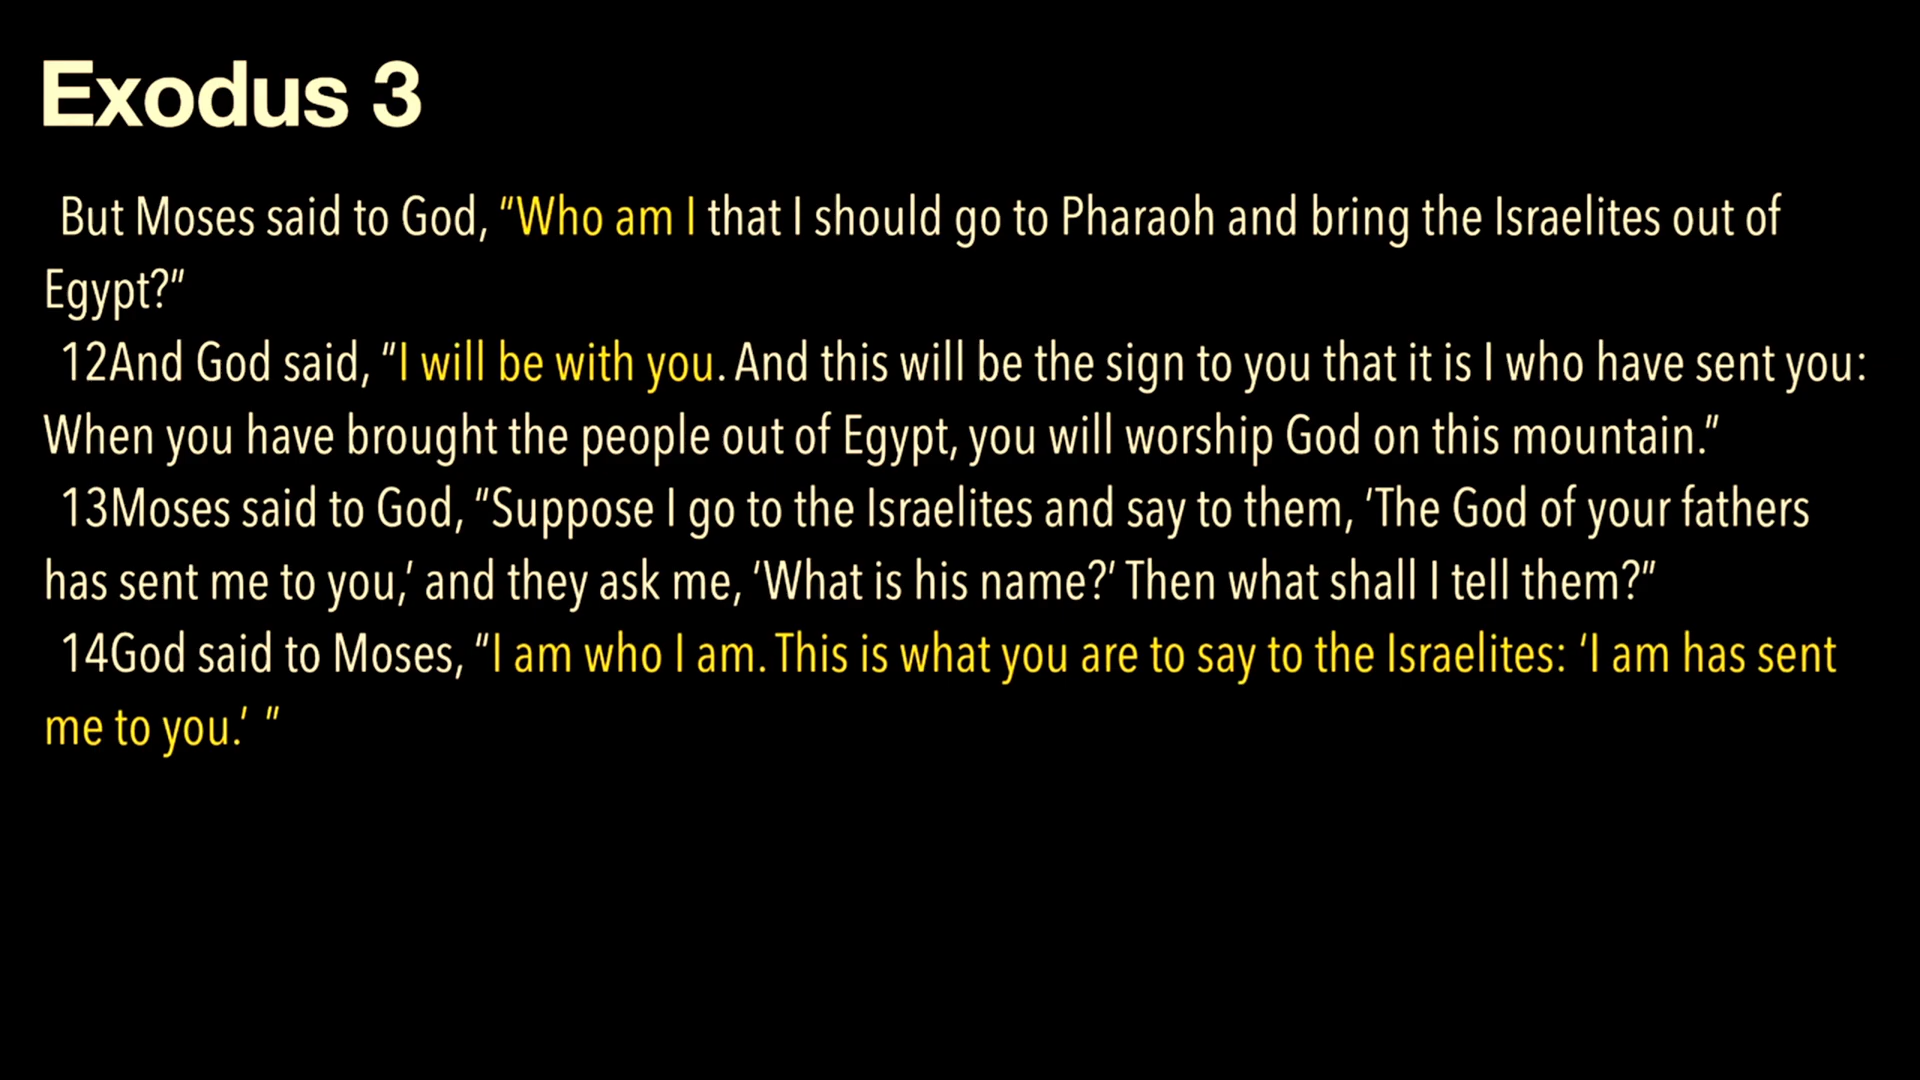 Exodus 3
But Moses said to God, “Who am I that I should go to Pharaoh and bring the Israelites out of
Egypt?”
12And God said, “I will be with you. And this will be the sign to you that it is I who have sent you:
When you have brought the people out of Egypt, you will worship God on this mountain.”
13Moses said to God, “Suppose I go to the Israelites and say to them, ‘The God of your fathers
has sent me to you,’ and they ask me, ‘What is his name?’ Then what shall I tell them?”
14God said to Moses, “I am who I am. This is what you are to say to the Israelites: ‘I am has sent
me to you.’ ”